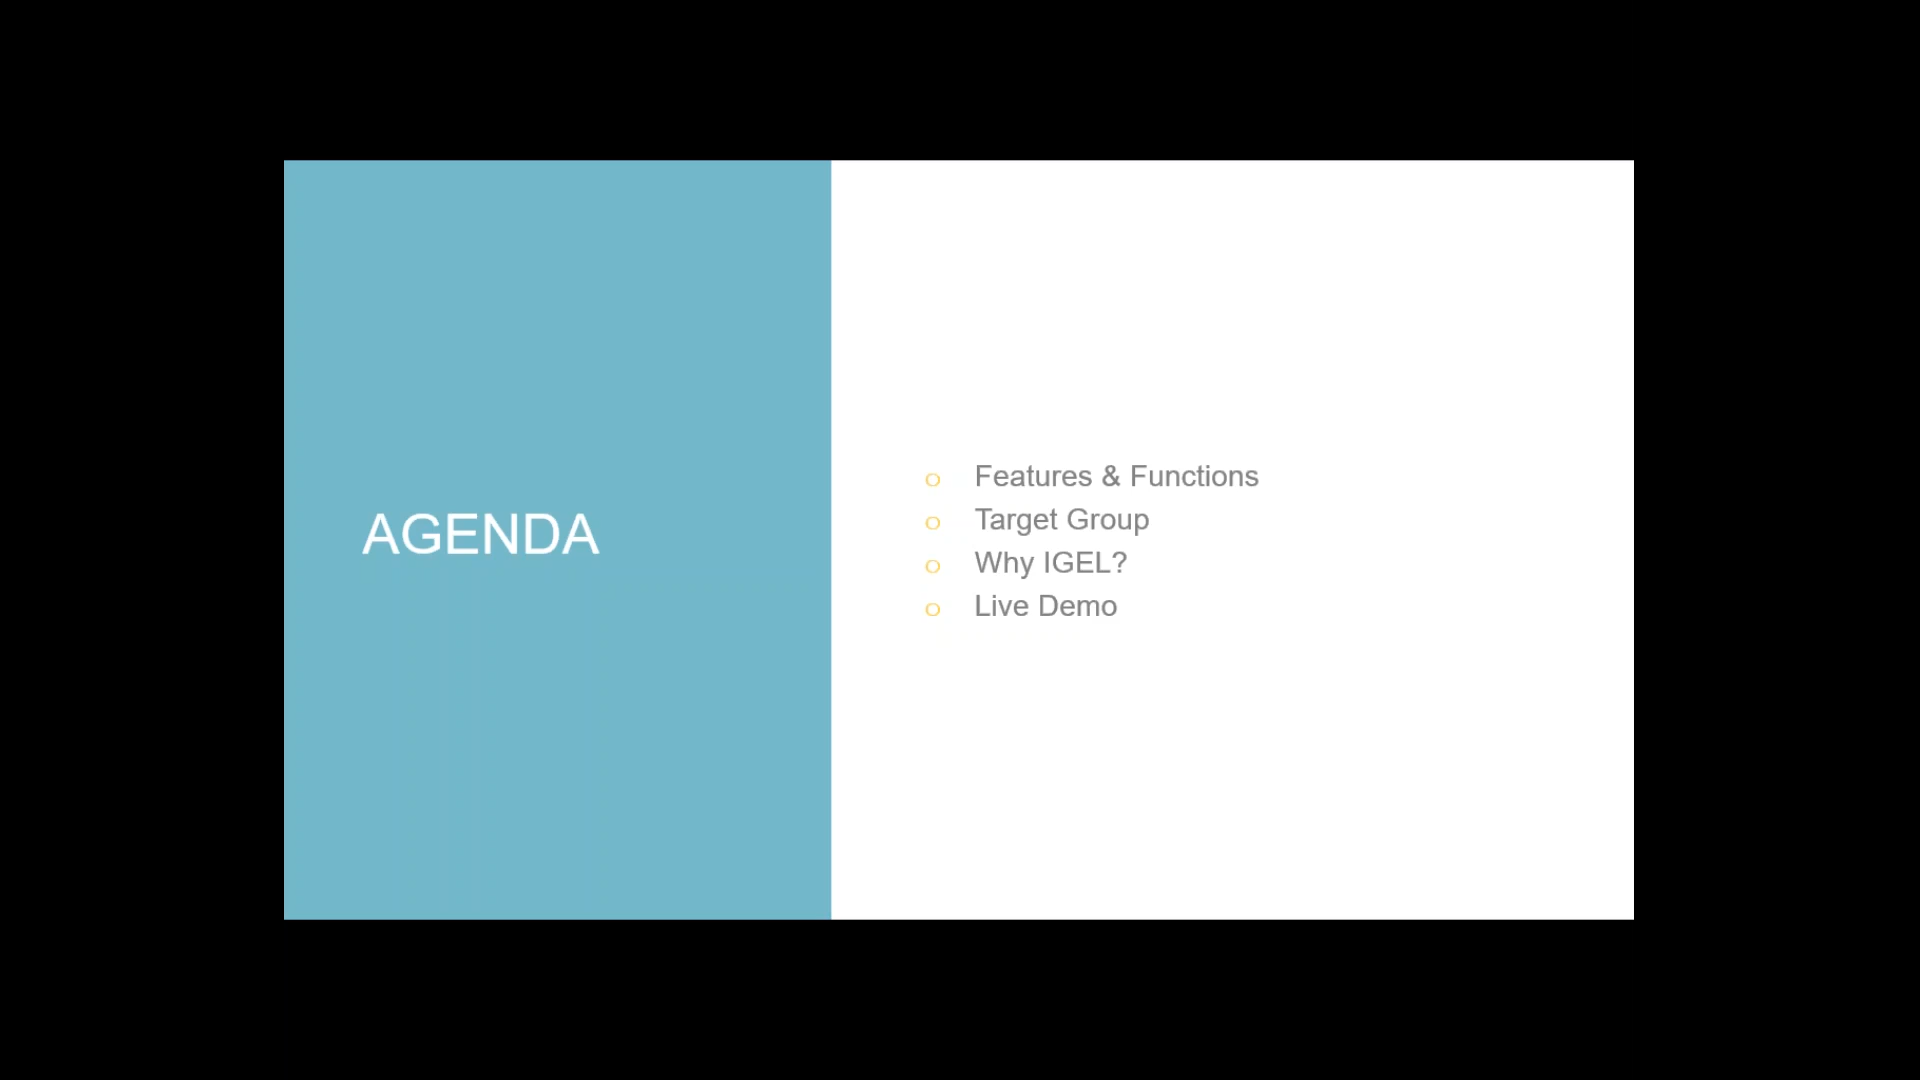 AGENDA
o Features & Functions
o Target Group
o Why IGEL?
o Live Demo